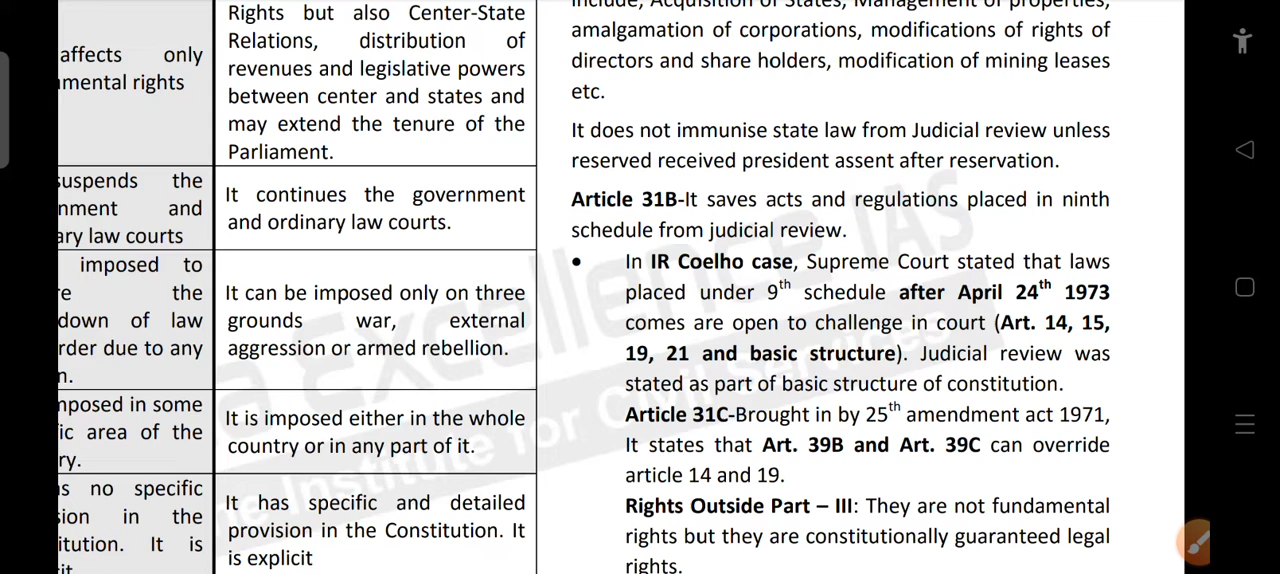 affects only
mental rights
Rights but also Center-State
Relations, distribution of
revenues and legislative powers
between center and states and
may extend the tenure of the
Parliament.
suspends the
nment and
ary law courts
It continues the government
and ordinary law courts.
imposed to
re the
down of law
rder due to any
n.
It can be imposed only on three
grounds war, external
aggression or armed rebellion.
mposed in some
ic area of the
ry.
It is imposed either in the whole
country or in any part of it.
as no specific
sion in the
itution. It is
It has specific and detailed
provision in the Constitution. It
is explicit
include, Acquisition of States, Management of properties,
amalgamation of corporations, modifications of rights of
directors and share holders, modification of mining leases
etc.
It does not immunise state law from Judicial review unless
reserved received president assent after reservation.
Article 31B-It saves acts and regulations placed in ninth
schedule from judicial review.
• In IR Coelho case, Supreme Court stated that laws
placed under 9th schedule after April 24th 1973
comes are open to challenge in court (Art. 14, 15,
19, 21 and basic structure). Judicial review was
stated as part of basic structure of constitution.
Article 31C-Brought in by 25th amendment act 1971,
It states that Art. 39B and Art. 39C can override
article 14 and 19.
Rights Outside Part – III: They are not fundamental
rights but they are constitutionally guaranteed legal
rights.
a Excellence IAS
he Institute for Civil Services